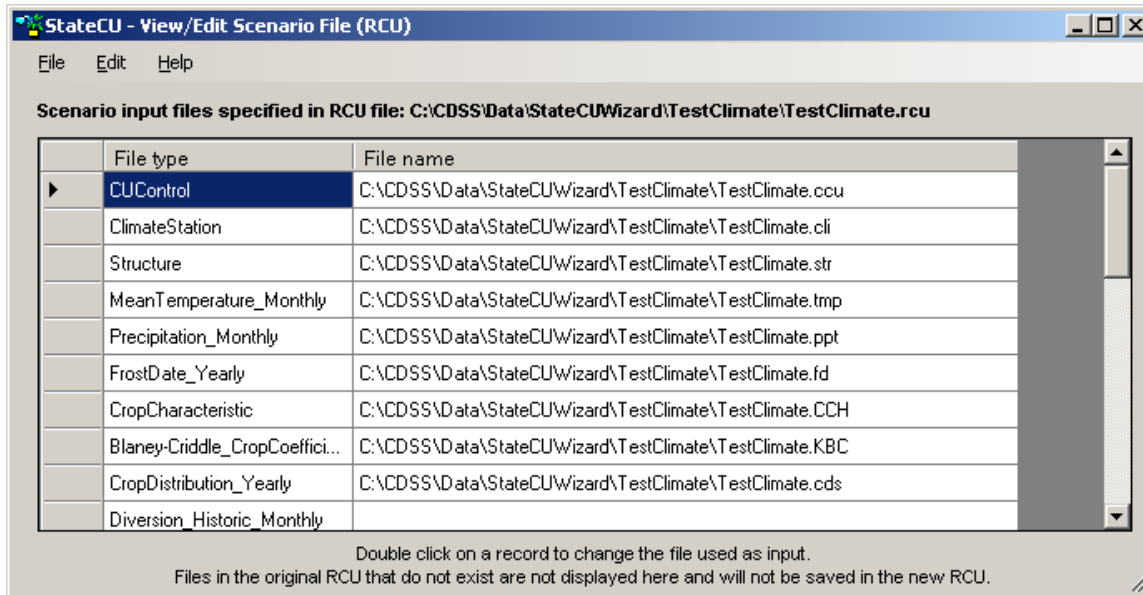 StateCU - View/Edit Scenario File (RCU)
File Edit Help
Scenario input files specified in RCU file: C:\CDSS\Data\StateCUWizard\TestClimate\TestClimate.rcu
File type File name
CUControl C:\CDSS\Data\StateCUWizard\TestClimate\TestClimate.ccu
ClimateStation C:\CDSS\Data\StateCUWizard\TestClimate\TestClimate.cli
Structure C:\CDSS\Data\StateCUWizard\TestClimate\TestClimate.str
MeanTemperature_Monthly C:\CDSS\Data\StateCUWizard\TestClimate\TestClimate.tmp
Precipitation_Monthly C:\CDSS\Data\StateCUWizard\TestClimate\TestClimate.ppt
FrostDate_Yearly C:\CDSS\Data\StateCUWizard\TestClimate\TestClimate.fd
CropCharacteristic C:\CDSS\Data\StateCUWizard\TestClimate\TestClimate.CCH
Blaney-Criddle_CropCoeffici... C:\CDSS\Data\StateCUWizard\TestClimate\TestClimate.KBC
CropDistribution_Yearly C:\CDSS\Data\StateCUWizard\TestClimate\TestClimate.cds
Diversion_Historic_Monthly
Double click on a record to change the file used as input.
Files in the original RCU that do not exist are not displayed here and will not be saved in the new RCU.